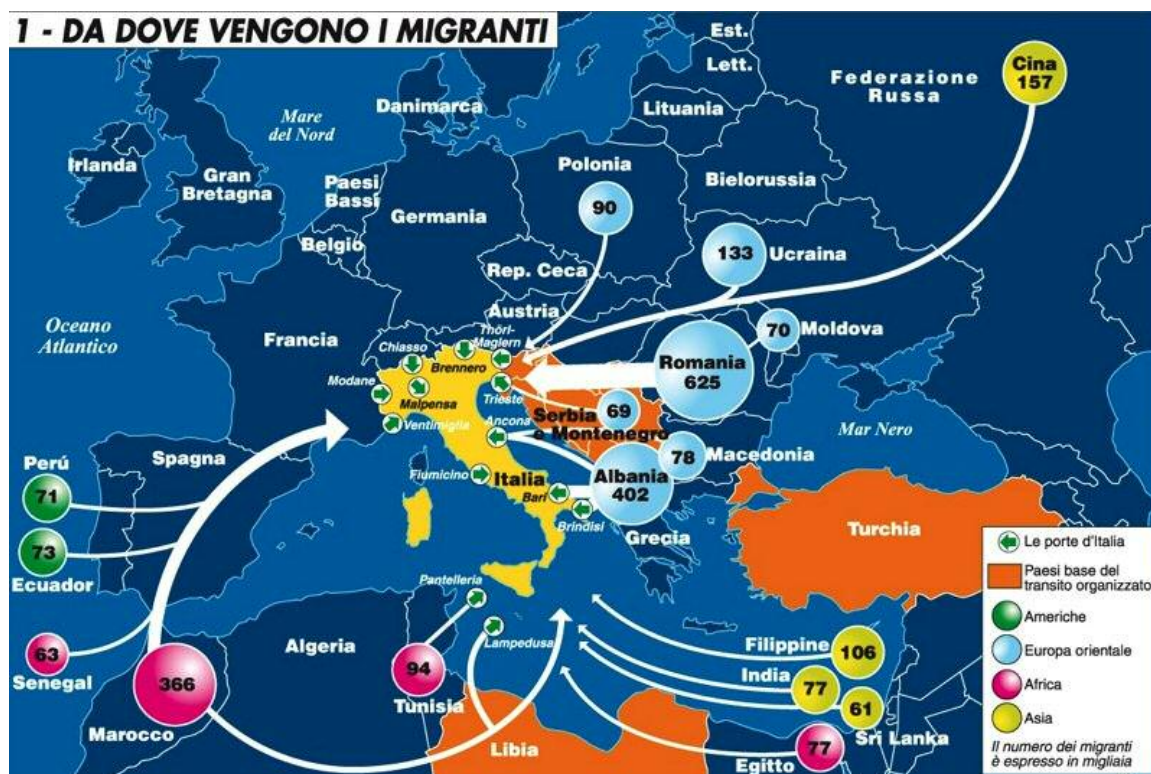 1 - DA DOVE VENGONO I MIGRANTI
Est.
Lett.
Lituania
Federazione
Russa
Cina
157
Danimarca
Mare
del Nord
Irlanda
Gran
Bretagna
Paesi
Bassi
Belgio
Germania
Polonia
90
Bielorussia
133
Ucraina
Rep. Ceca
Austria
Oceano
Atlantico
Francia
Chiasso
Thörl-
Maglern
Brennero
Modane
Malpensa
Trieste
Ventimiglia
Ancona
70
Moldova
Romania
625
69
Serbia
e Montenegro
Mar Nero
78
Macedonia
Albania
402
Perú
71
Spagna
Fiumicino
Italia
Bari
Brindisi
Grecia
Turchia
73
Ecuador
Pantelleria
Lampedusa
63
Senegal
366
Marocco
Algeria
94
Tunisia
Libia
Filippine
106
India
77
61
Sri Lanka
77
Egitto
Le porte d'Italia
Paesi base del
transito organizzato
Americhe
Europa orientale
Africa
Asia
Il numero dei migranti
è espresso in migliaia